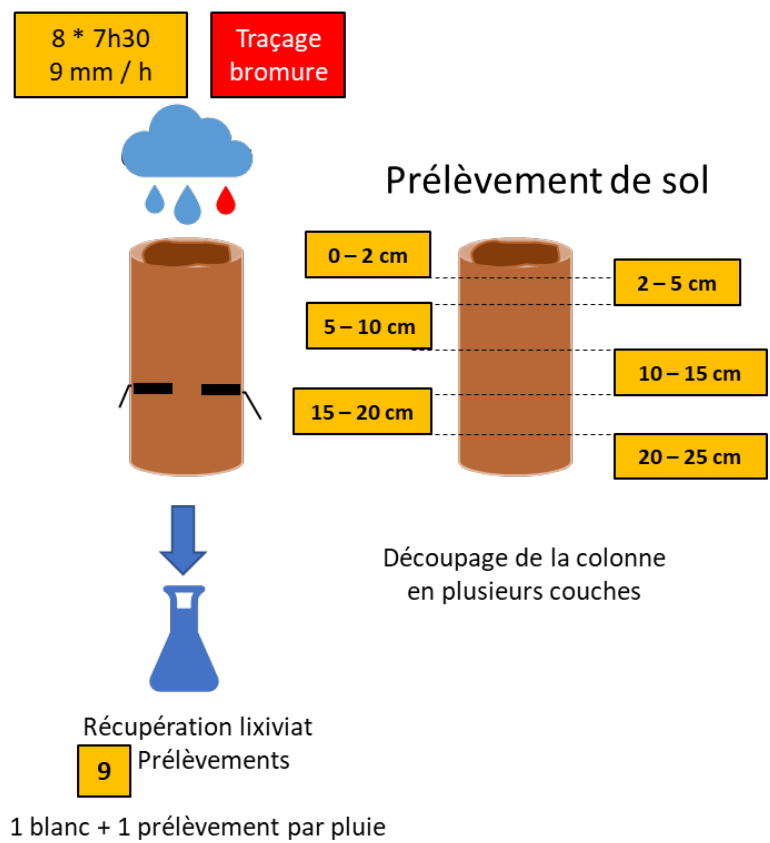 8 * 7h30
9 mm / h
Traçage
bromure
Prélèvement de sol
0 – 2 cm
2 – 5 cm
5 – 10 cm
10 – 15 cm
15 – 20 cm
20 – 25 cm
Découpage de la colonne
en plusieurs couches
Récupération lixiviat
9 Prélèvements
1 blanc + 1 prélèvement par pluie